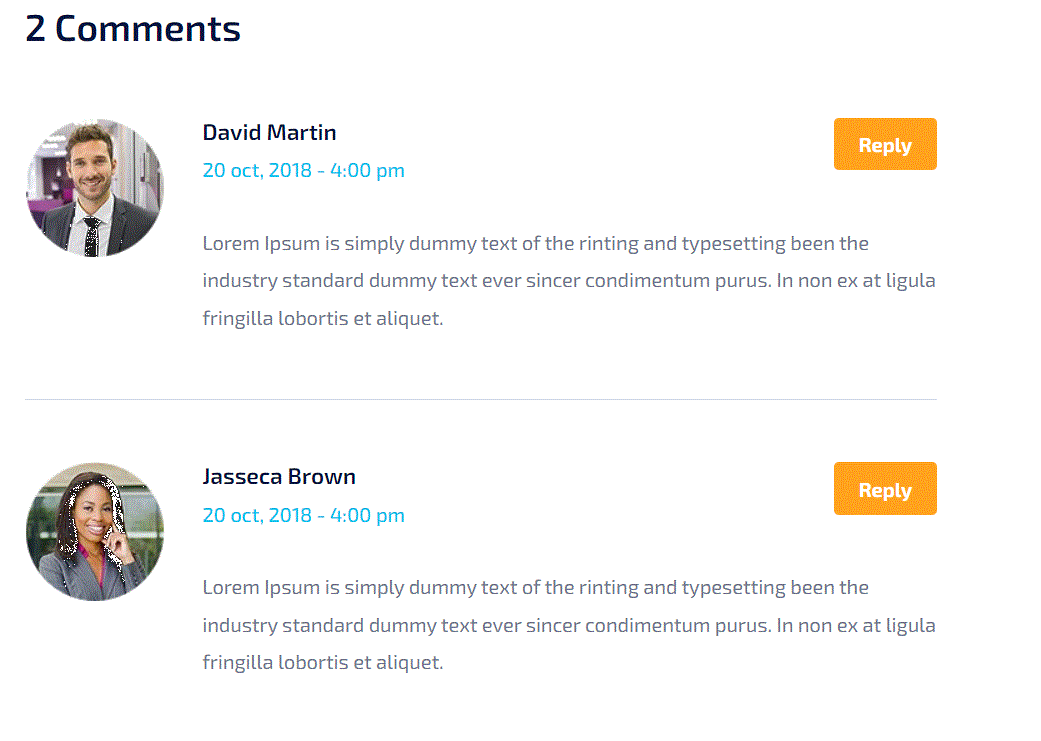 2 Comments
David Martin
Reply
20 oct, 2018 - 4:00 pm
Lorem Ipsum is simply dummy text of the rinting and typesetting been the
industry standard dummy text ever sincer condimentum purus. In non ex at ligula
fringilla lobortis et aliquet.
Jasseca Brown
Reply
20 oct, 2018 - 4:00 pm
Lorem Ipsum is simply dummy text of the rinting and typesetting been the
industry standard dummy text ever sincer condimentum purus. In non ex at ligula
fringilla lobortis et aliquet.